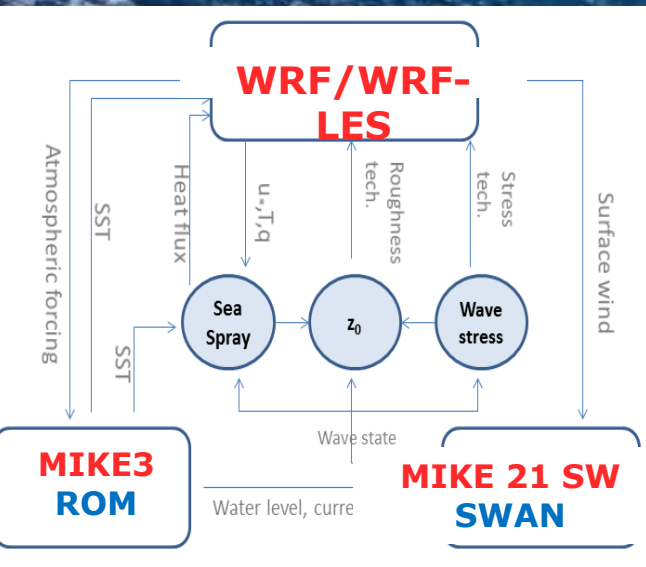 WRF/WRF-
LES
Atmospheric forcing
SST
Heat flux
u*,T,q
Roughness
tech.
Stress
tech.
Surface wind
Sea
Spray
z0
Wave
stress
SST
Wave state
MIKE3
ROM
Water level, curre
MIKE 21 SW
SWAN